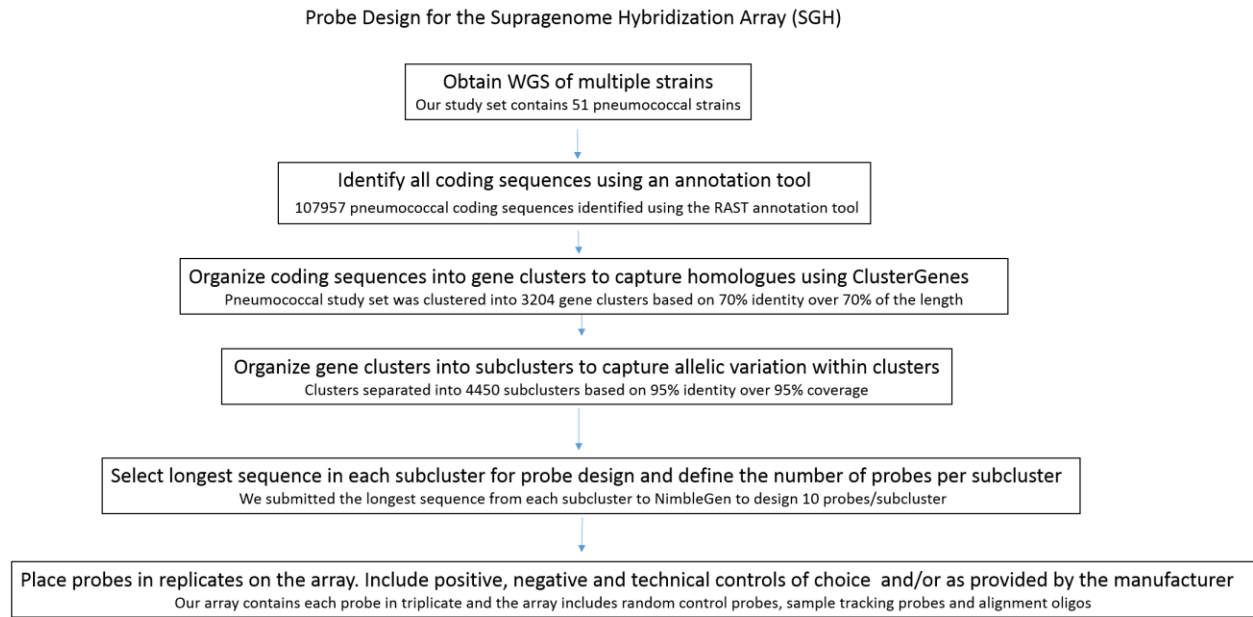 Probe Design for the Supragenome Hybridization Array (SGH)
Obtain WGS of multiple strains
Our study set contains 51 pneumococcal strains
Identify all coding sequences using an annotation tool
107957 pneumococcal coding sequences identified using the RAST annotation tool
Organize coding sequences into gene clusters to capture homologues using ClusterGenes
Pneumococcal study set was clustered into 3204 gene clusters based on 70% identity over 70% of the length
Organize gene clusters into subclusters to capture allelic variation within clusters
Clusters separated into 4450 subclusters based on 95% identity over 95% coverage
Select longest sequence in each subcluster for probe design and define the number of probes per subcluster
We submitted the longest sequence from each subcluster to NimbleGen to design 10 probes/subcluster
Place probes in replicates on the array. Include positive, negative and technical controls of choice and/or as provided by the manufacturer
Our array contains each probe in triplicate and the array includes random control probes, sample tracking probes and alignment oligos